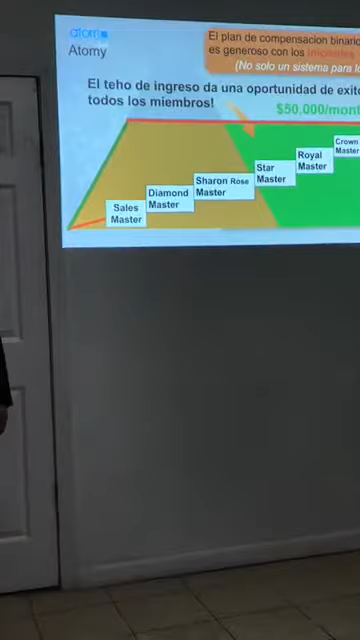 atomy
Atomy
El plan de compensacion binari
es generoso con los
(No solo un sistema para lo
El teho de ingreso da una oportunidad de exito
todos los miembros!
$50,000/mont
Crown
Master
Royal
Master
Star
Master
Sharon Rose
Master
Diamond
Master
Sales
Master